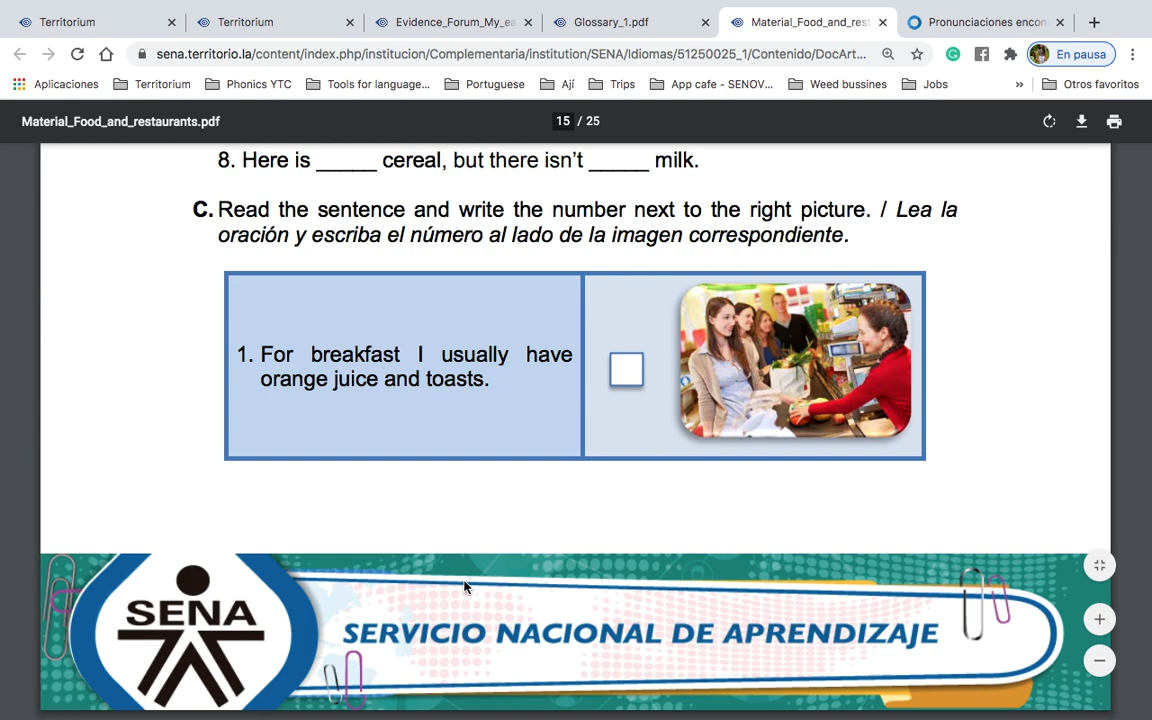 Territorium
Territorium
Evidence_Forum_My_ea
Glossary_1.pdf
Material_Food_and_rest
Pronunciaciones encon
sena.territorio.la/content/index.php/institucion/Complementaria/institution/SENA/Idiomas/51250025_1/Contenido/DocArt...
En pausa
Aplicaciones
Territorium
Phonics YTC
Tools for language...
Portuguese
Ají
Trips
App cafe - SENOV...
Weed bussines
Jobs
»
Otros favoritos
Material_Food_and_restaurants.pdf
15 / 25
8. Here is _____ cereal, but there isn't _____ milk.
C. Read the sentence and write the number next to the right picture. / Lea la
oración y escriba el número al lado de la imagen correspondiente.
1. For breakfast I usually have
orange juice and toasts.
SENA
SERVICIO NACIONAL DE APRENDIZAJE